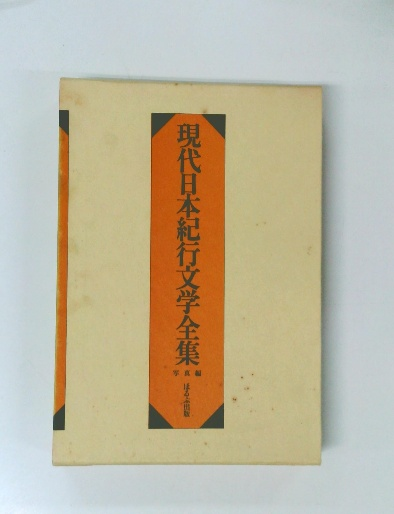 現代日本紀行文学全集
写真編
ほるぷ出版